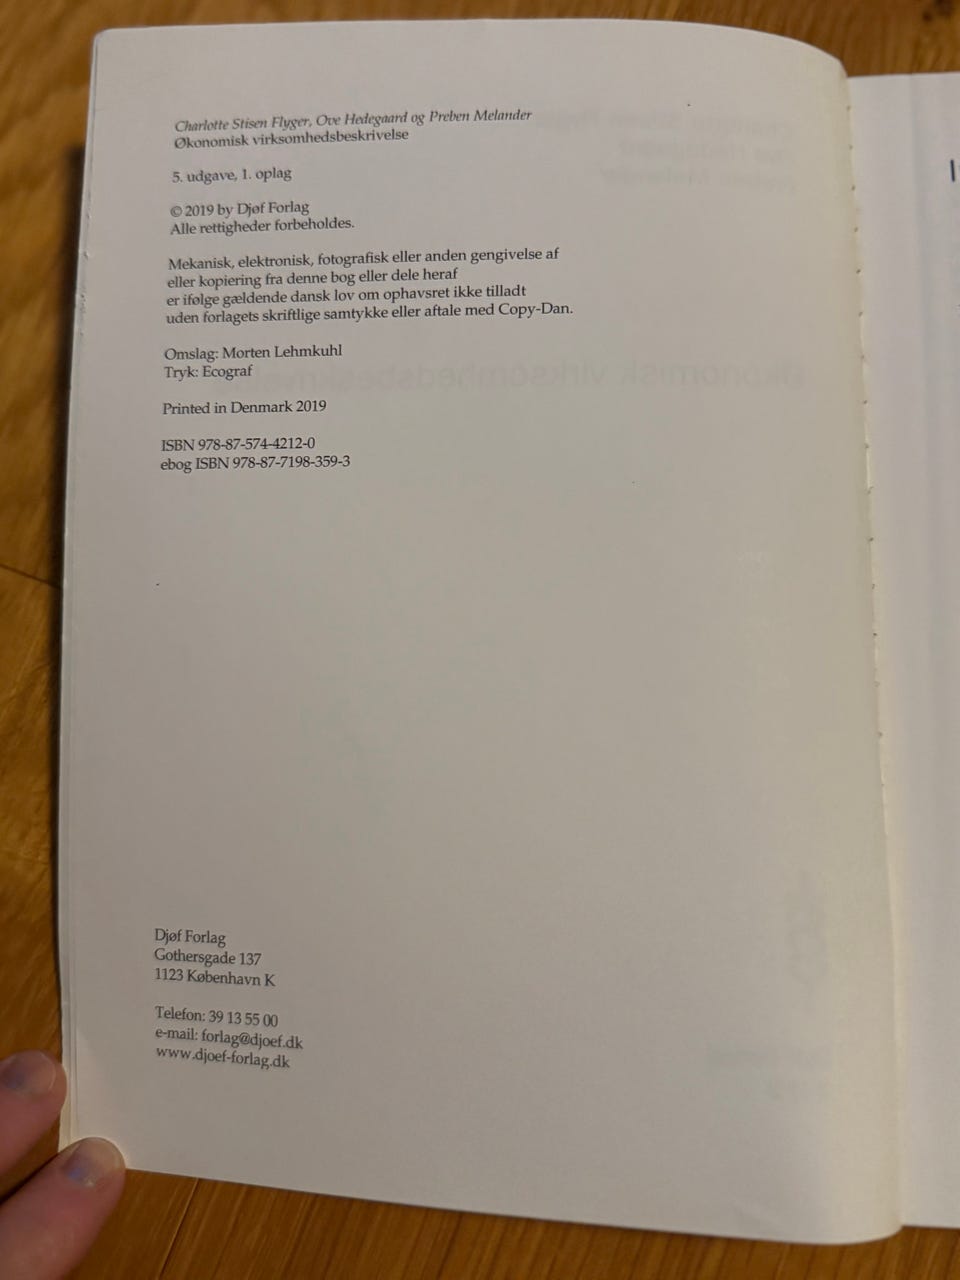 Charlotte Stisen Flyger, Ove Hedegaard og Preben Melander
Økonomisk virksomhedsbeskrivelse
5. udgave, 1. oplag
© 2019 by Djøf Forlag
Alle rettigheder forbeholdes.
Mekanisk, elektronisk, fotografisk eller anden gengivelse af
eller kopiering fra denne bog eller dele heraf
er ifølge gældende dansk lov om ophavsret ikke tilladt
uden forlagets skriftlige samtykke eller aftale med Copy-Dan.
Omslag: Morten Lehmkuhl
Tryk: Ecograf
Printed in Denmark 2019
ISBN 978-87-574-4212-0
ebog ISBN 978-87-7198-359-3
Djøf Forlag
Gothersgade 137
1123 København K
Telefon: 39 13 55 00
e-mail: forlag@djoef.dk
www.djoef-forlag.dk